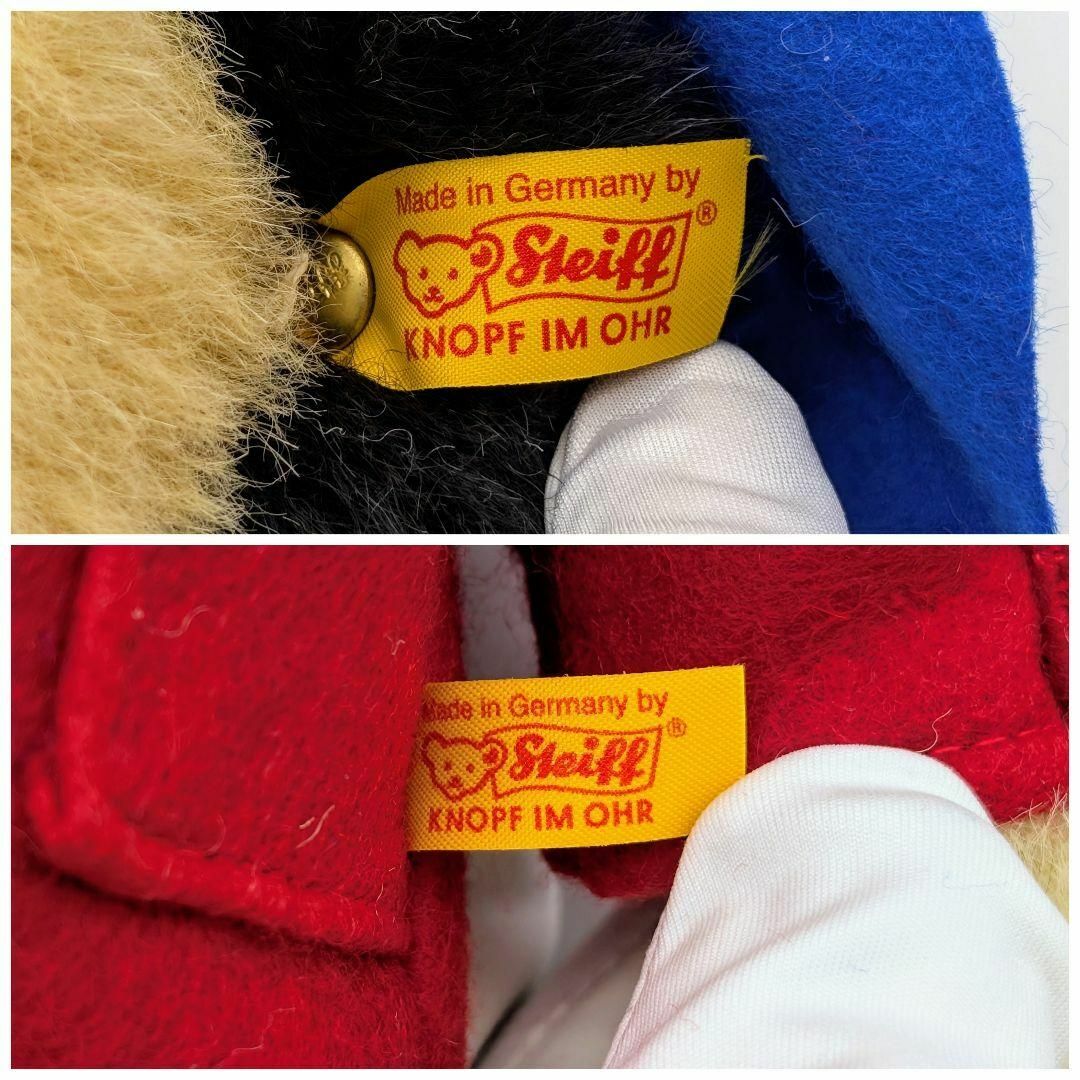 Made in Germany by
Steiff®
KNOPF IM OHR
Made in Germany by
Steiff®
KNOPF IM OHR